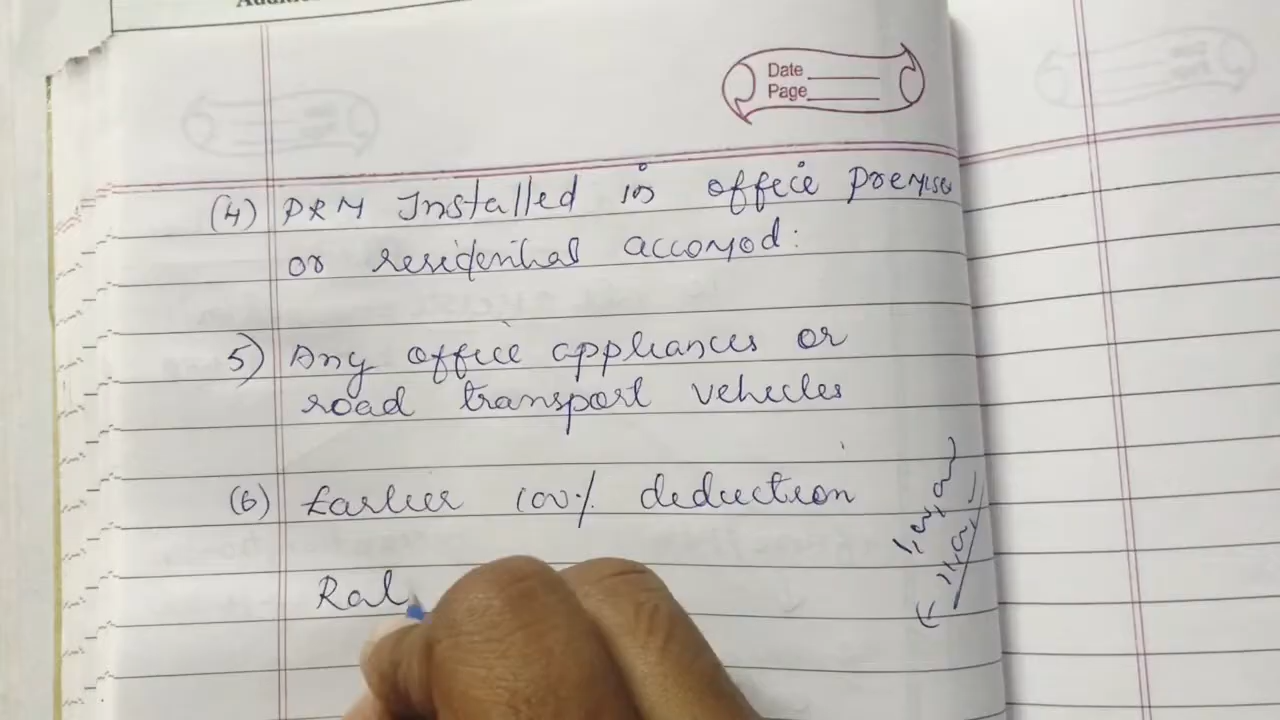 Date
Page
(4) P&M Installed in office premises
or residential accomod:
5) Any office appliances or
road transport vehicles
(6) Earlier 100% deduction
Rat